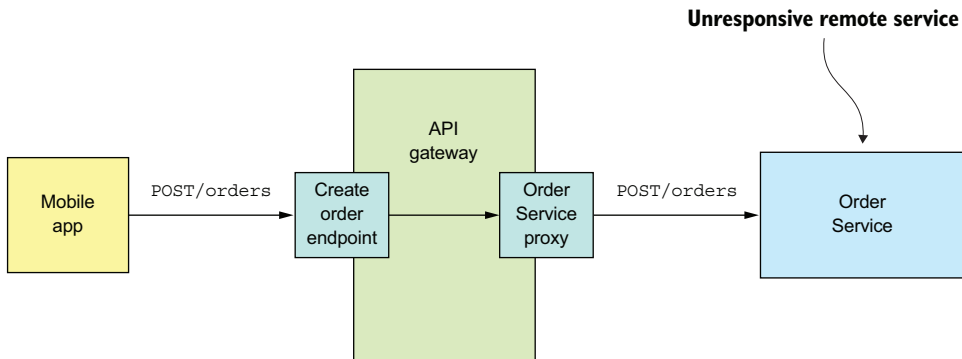 Unresponsive remote service
API
gateway
Mobile
app
POST/orders
Create
order
endpoint
Order
Service
proxy
POST/orders
Order
Service